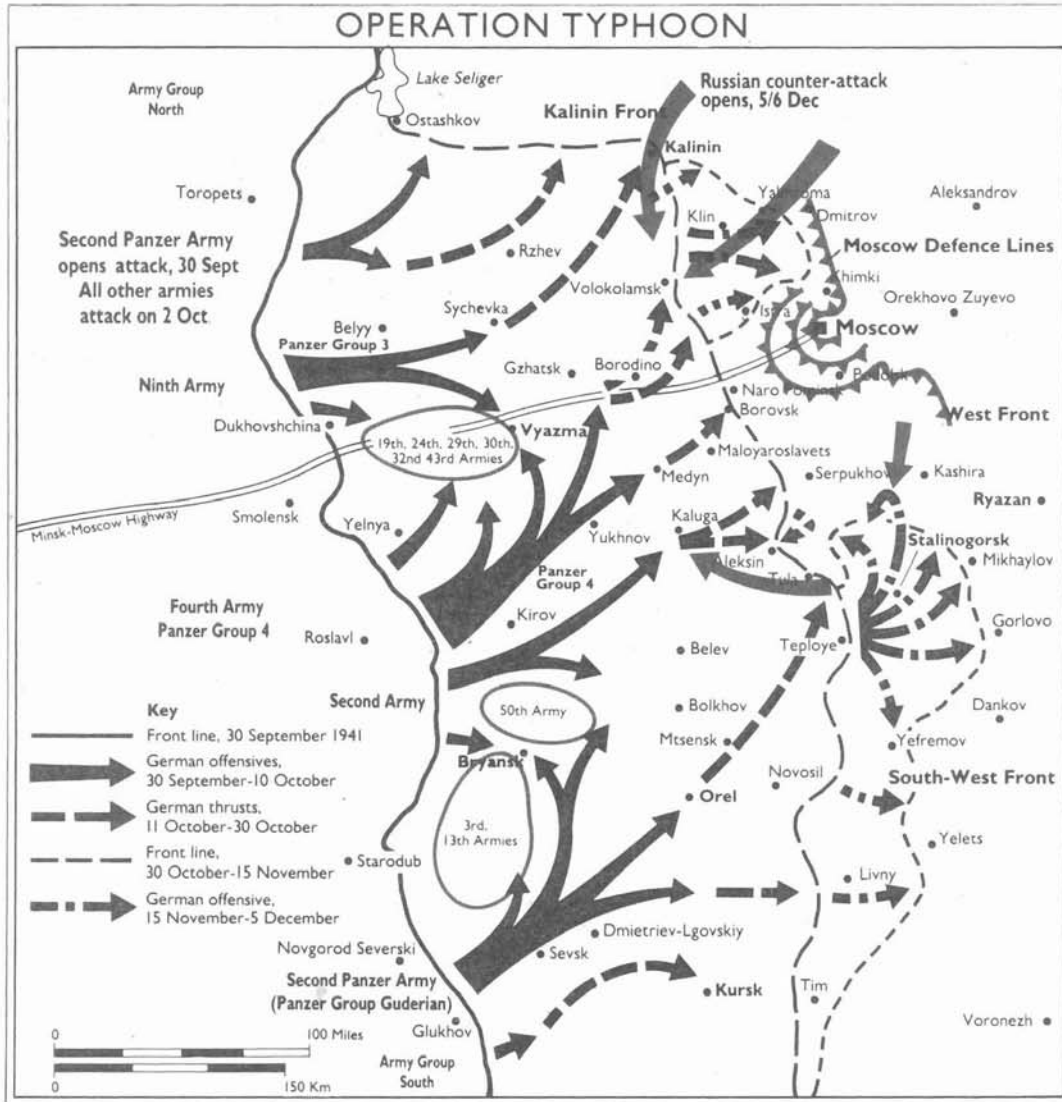 OPERATION TYPHOON
Army Group
North
Lake Seliger
Ostashkov
Kalinin Front
Russian counter-attack
opens, 5/6 Dec
Kalinin
Toropets
Klin
Dmitrov
Aleksandrov
Second Panzer Army
opens attack, 30 Sept
All other armies
attack on 2 Oct
Rzhev
Moscow Defence Lines
Volokolamsk
Khimki
Orekhovo Zuyevo
Sychevka
Istra
Belyy
Panzer Group 3
Moscow
Gzhatsk
Borodino
Podolsk
Ninth Army
Naro Fominsk
Borovsk
West Front
Dukhovshchina
Vyazma
19th, 24th, 29th, 30th,
32nd 43rd Armies
Maloyaroslavets
Medyn
Serpukhov
Kashira
Ryazan
Minsk-Moscow Highway
Smolensk
Yelnya
Yukhnov
Kaluga
Stalinogorsk
Mikhaylov
Aleksin
Tula
Panzer
Group 4
Fourth Army
Panzer Group 4
Kirov
Roslavl
Gorlovo
Belev
Teploye
Second Army
50th Army
Bolkhov
Dankov
Mtsensk
Yefremov
Bryansk
Novosil
South-West Front
Orel
3rd,
13th Armies
Yelets
Starodub
Livny
Dmietriev-Lgovskiy
Novgorod Severski
Sevsk
Second Panzer Army
(Panzer Group Guderian)
Kursk
Tim
Glukhov
Voronezh
Army Group
South
Key
Front line, 30 September 1941
German offensives,
30 September-10 October
German thrusts,
11 October-30 October
Front line,
30 October-15 November
German offensive,
15 November-5 December
0
100 Miles
0
150 Km